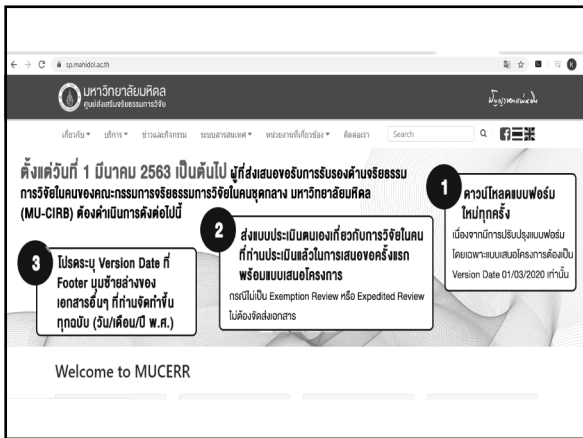 sp.mahidol.ac.th
K
มหาวิทยาลัยมหิดล
ศูนย์ส่งเสริมจริยธรรมการวิจัย
เกี่ยวกับ บริการ ข่าวและกิจกรรม ระบบสารสนเทศ หน่วยงานที่เกี่ยวข้อง ติดต่อเรา Search
ตั้งแต่วันที่ 1 มีนาคม 2563 เป็นต้นไป ผู้ที่ส่งเสนอขอรับการรับรองด้านจริยธรรม
การวิจัยในคนของคณะกรรมการจริยธรรมการวิจัยในคนชุดกลาง มหาวิทยาลัยมหิดล
(MU-CIRB) ต้องดำเนินการดังต่อไปนี้
1
ดาวน์โหลดแบบฟอร์ม
ใหม่ทุกครั้ง
เนื่องจากมีการปรับปรุงแบบฟอร์ม
โดยเฉพาะแบบเสนอโครงการต้องเป็น
Version Date 01/03/2020 เท่านั้น
2
ส่งแบบประเมินตนเองเกี่ยวกับการวิจัยในคน
ที่ท่านประเมินแล้วในการเสนอขอครั้งแรก
พร้อมแบบเสนอโครงการ
กรณีไม่เป็น Exemption Review หรือ Expedited Review
ไม่ต้องจัดส่งเอกสาร
3
โปรดระบุ Version Date ที่
Footer มุมซ้ายล่างของ
เอกสารอื่นๆ ที่ท่านจัดทำขึ้น
ทุกฉบับ (วัน/เดือน/ปี พ.ศ.)
Welcome to MUCERR